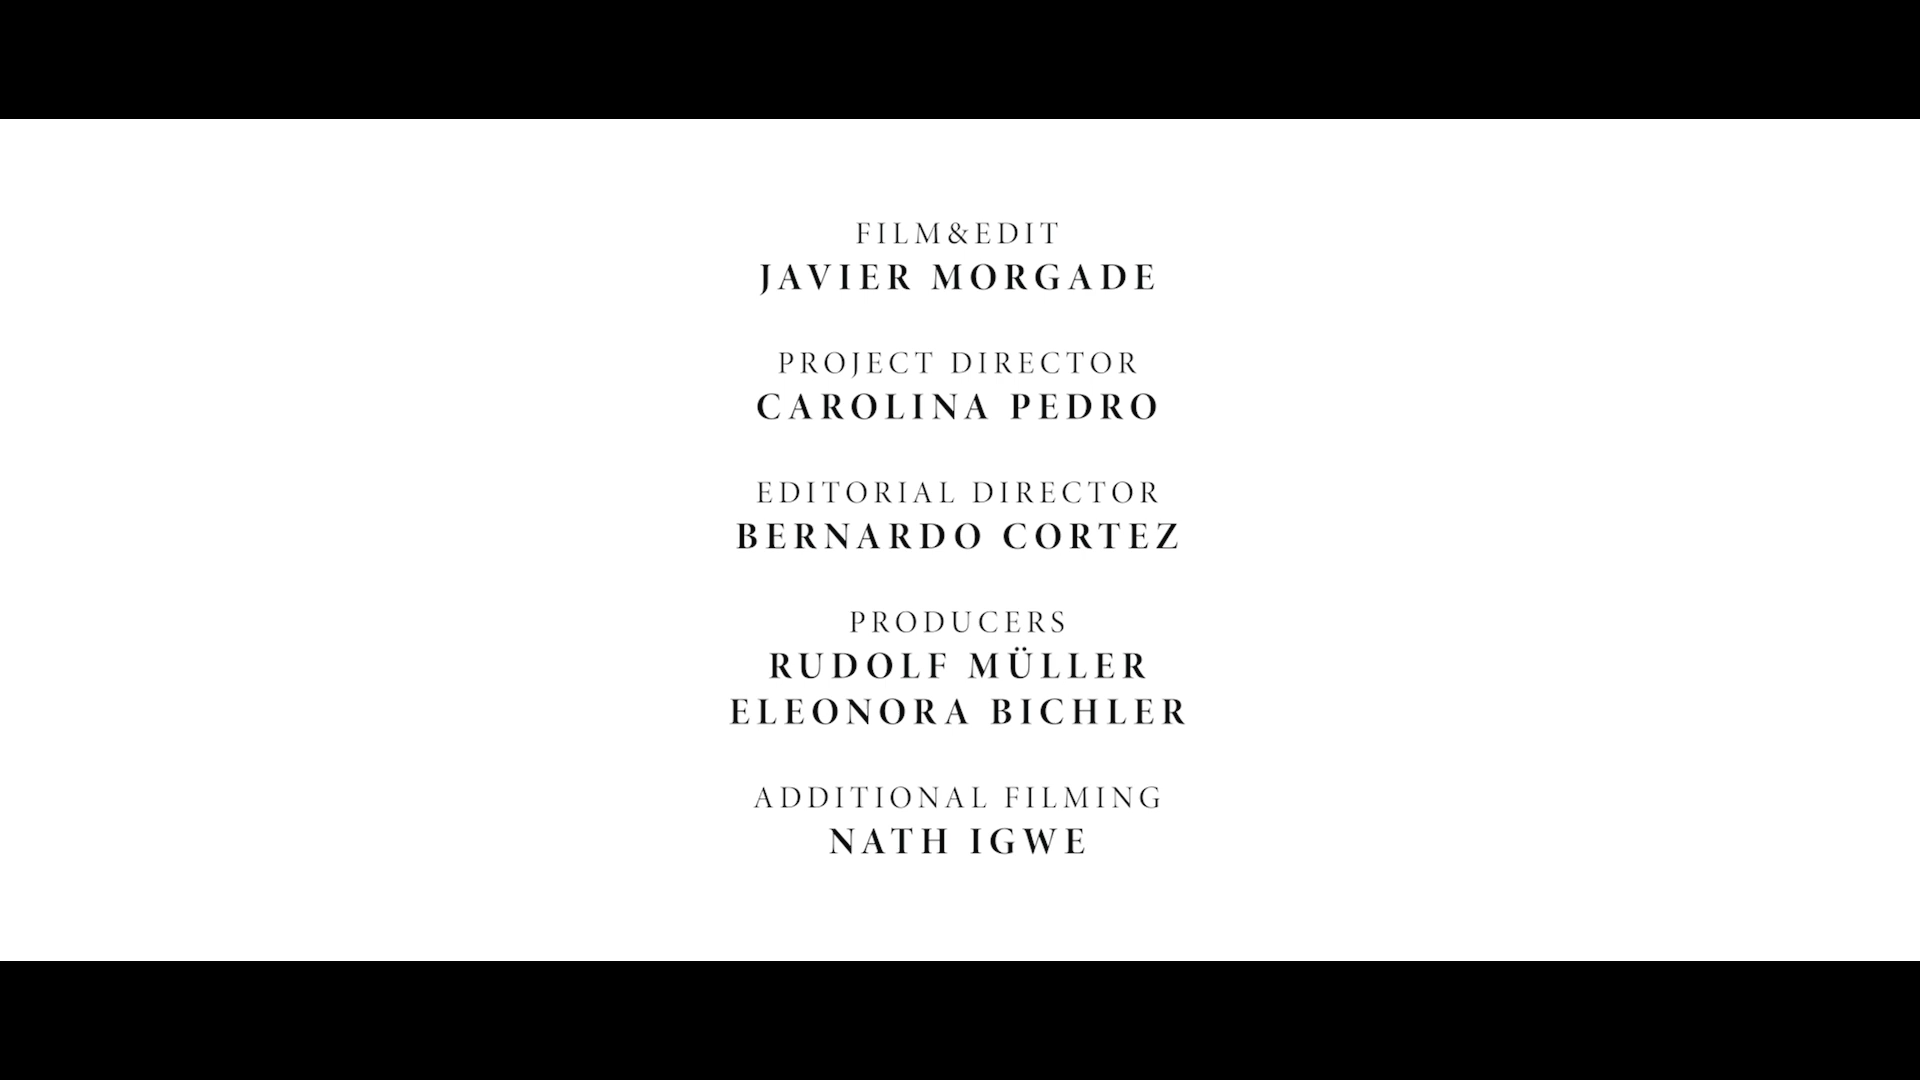 FILM&EDIT
JAVIER MORGADE
PROJECT DIRECTOR
CAROLINA PEDRO
EDITORIAL DIRECTOR
BERNARDO CORTEZ
PRODUCERS
RUDOLF MÜLLER
ELEONORA BICHLER
ADDITIONAL FILMING
NATH IGWE